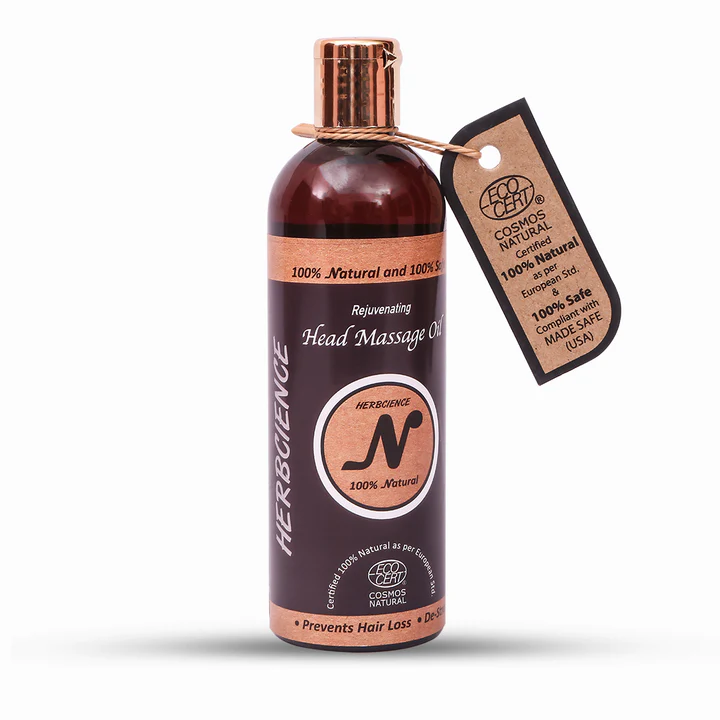 100% Natural and 100%
Rejuvenating
Head Massage Oil
HERBCIENCE
HERBCIENCE
N
100% Natural
Certified 100% Natural as per European Std.
ECO
CERT
COSMOS
NATURAL
• Prevents Hair Loss •
ECO
CERT®
COSMOS
NATURAL
Certified
100% Natural
as per
European Std.
&
100% Safe
Compliant with
MADE SAFE
(USA)